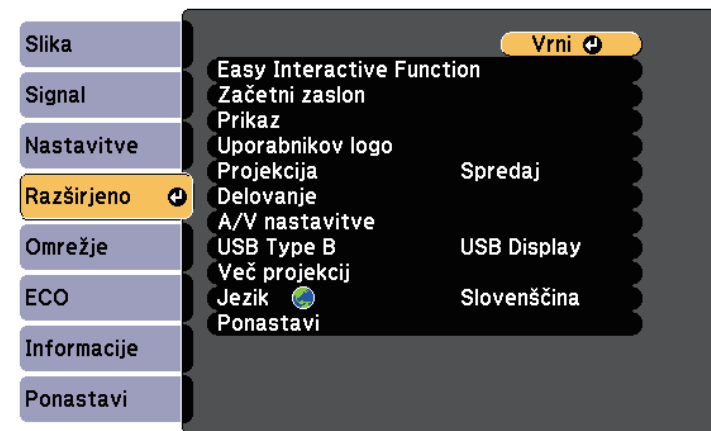 Slika
Signal
Nastavitve
Razširjeno
Omrežje
ECO
Informacije
Ponastavi
Vrni
Easy Interactive Function
Začetni zaslon
Prikaz
Uporabnikov logo
Projekcija Spredaj
Delovanje
A/V nastavitve
USB Type B USB Display
Več projekcij
Jezik Slovenščina
Ponastavi